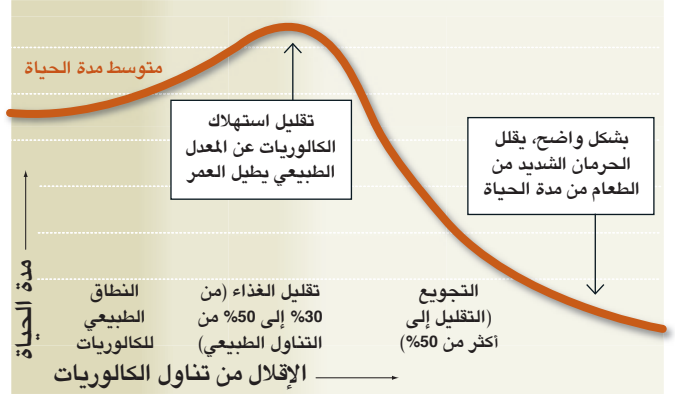 متوسط مدة الحياة
تقليل استهلاك
الكالوريات عن المعدل
الطبيعي يطيل العمر
بشكل واضح، يقلل
الحرمان الشديد من
الطعام من مدة الحياة
مدة الحياة
النطاق
الطبيعي
للكالوريات
تقليل الغذاء (من
30% إلى 50% من
التناول الطبيعي)
التجويع
(التقليل إلى
أكثر من 50%)
الإقلال من تناول الكالوريات